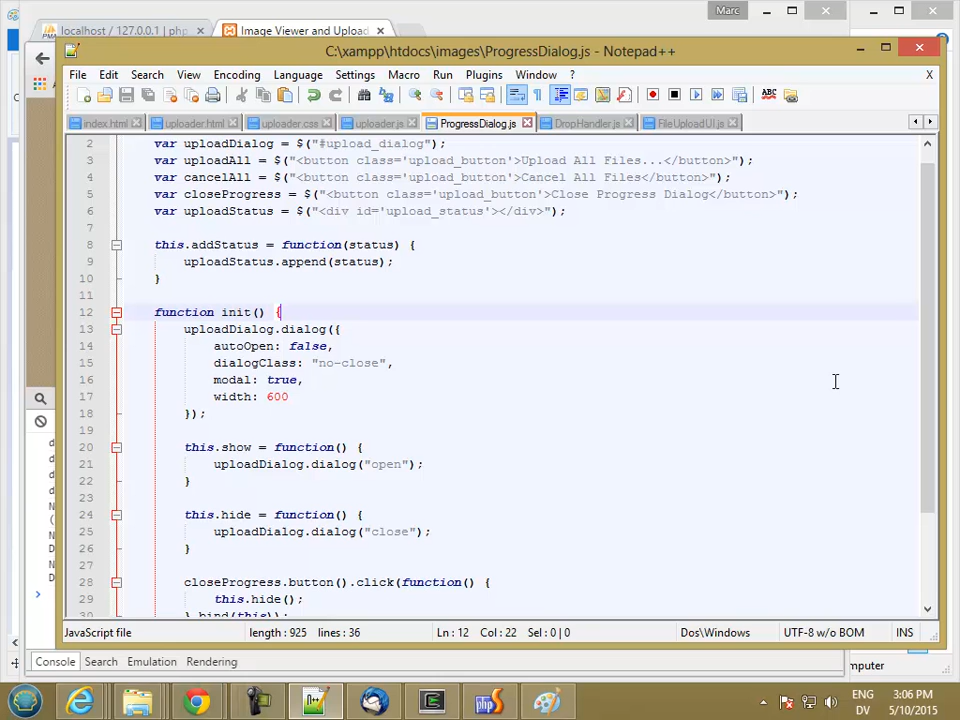 Marc
localhost / 127.0.0.1 | php
Image Viewer and Upload
C:\xampp\htdocs\images\ProgressDialog.js - Notepad++
File Edit Search View Encoding Language Settings Macro Run Plugins Window ? X
index.html uploader.html uploader.css uploader.js ProgressDialog.js DropHandler.js FileUploadUI.js
2 var uploadDialog = $("#upload_dialog");
3 var uploadAll = $("<button class='upload_button'>Upload All Files...</button>");
4 var cancelAll = $("<button class='upload_button'>Cancel All Files</button>");
5 var closeProgress = $("<button class='upload_button'>Close Progress Dialog</button>");
6 var uploadStatus = $("<div id='upload_status'></div>");
7
8 this.addStatus = function(status) {
9 uploadStatus.append(status);
10 }
11
12 function init() {
13 uploadDialog.dialog({
14 autoOpen: false,
15 dialogClass: "no-close",
16 modal: true,
17 width: 600
18 });
19
20 this.show = function() {
21 uploadDialog.dialog("open");
22 }
23
24 this.hide = function() {
25 uploadDialog.dialog("close");
26 }
27
28 closeProgress.button().click(function() {
29 this.hide();
30 }.bind(this));
JavaScript file length : 925 lines : 36 Ln : 12 Col : 22 Sel : 0 | 0 Dos\Windows UTF-8 w/o BOM INS
Console Search Emulation Rendering
mputer
ENG
DV
3:06 PM
5/10/2015